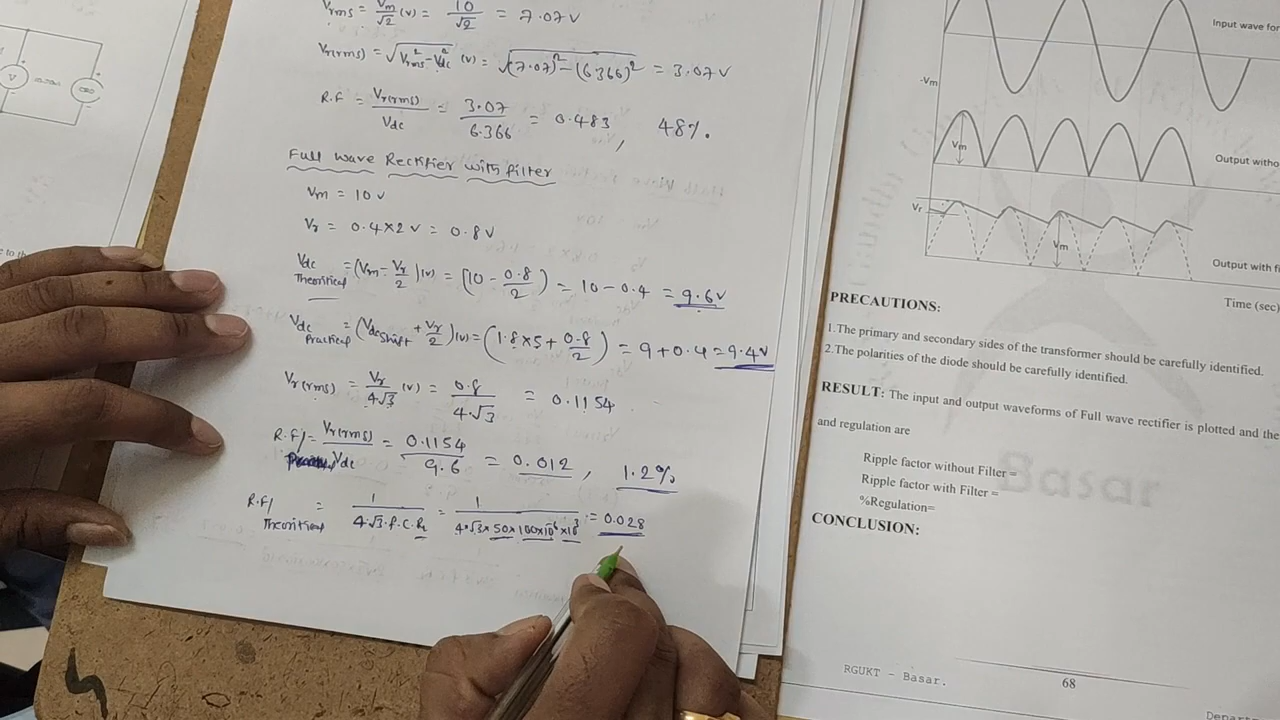 Vrms = Vm/√2 (v) = 10/√2 = 7.07 V
Vr(rms) = √(Vrms² - Vdc²) (v) = √((7.07)² - (6.366)²) = 3.07 V
R.F = Vr(rms)/Vdc = 3.07/6.366 = 0.483, 48%.
Full Wave Rectifier with filter
Vm = 10 V
Vr = 0.4×2 V = 0.8 V
Vdc Theoritical = (Vm - Vr/2)(v) = (10 - 0.8/2) = 10 - 0.4 = 9.6 V
Vdc Practical = (Vdc shift + Vr/2)(v) = (1.8×5 + 0.8/2) = 9 + 0.4 = 9.4 V
Vr(rms) = Vr/4√3 (v) = 0.8/4.√3 = 0.1154
R.F/ = Vr(rms)/Vdc = 0.1154/9.6 = 0.012, 1.2%
R.F/ Theoritical = 1/4.√3.f.C.RL = 1/4*√3×50×100×10⁻⁶×10³ = 0.028
Input wave for
-Vm
Vm
Output witho
Vr
Vm
Output with fi
Time (sec)
PRECAUTIONS:
1.The primary and secondary sides of the transformer should be carefully identified.
2.The polarities of the diode should be carefully identified.
RESULT: The input and output waveforms of Full wave rectifier is plotted and the
and regulation are
Ripple factor without Filter =
Ripple factor with Filter =
%Regulation=
Basar
CONCLUSION:
RGUKT - Basar.
68
Depart